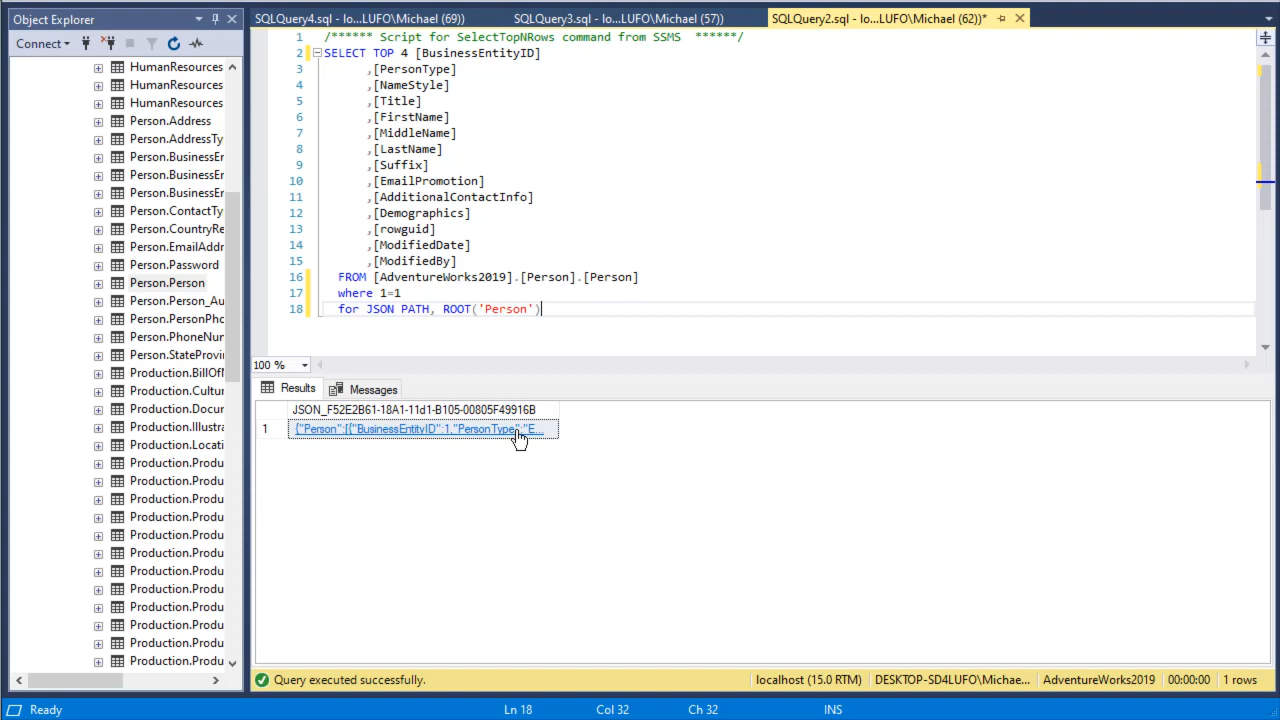 Object Explorer
Connect
HumanResources
HumanResources
HumanResources
Person.Address
Person.AddressTy
Person.BusinessEr
Person.BusinessEr
Person.BusinessEr
Person.ContactTy
Person.CountryRe
Person.EmailAddr
Person.Password
Person.Person
Person.Person_Au
Person.PersonPho
Person.PhoneNur
Person.StateProvi
Production.BillOfM
Production.Cultur
Production.Docur
Production.Illustra
Production.Locati
Production.Produ
Production.Produ
Production.Produ
Production.Produ
Production.Produ
Production.Produ
Production.Produ
Production.Produ
Production.Produ
Production.Produ
Production.Produ
Production.Produ
SQLQuery4.sql - lo...LUFO\Michael (69))
SQLQuery3.sql - lo...LUFO\Michael (57))
SQLQuery2.sql - lo...LUFO\Michael (62))*
1 /****** Script for SelectTopNRows command from SSMS ******/
2 SELECT TOP 4 [BusinessEntityID]
3 ,[PersonType]
4 ,[NameStyle]
5 ,[Title]
6 ,[FirstName]
7 ,[MiddleName]
8 ,[LastName]
9 ,[Suffix]
10 ,[EmailPromotion]
11 ,[AdditionalContactInfo]
12 ,[Demographics]
13 ,[rowguid]
14 ,[ModifiedDate]
15 ,[ModifiedBy]
16 FROM [AdventureWorks2019].[Person].[Person]
17 where 1=1
18 for JSON PATH, ROOT('Person')
100 %
Results Messages
JSON_F52E2B61-18A1-11d1-B105-00805F49916B
1 {"Person":[{"BusinessEntityID":1,"PersonType":"E...
Query executed successfully.
localhost (15.0 RTM) DESKTOP-SD4LUFO\Michae... AdventureWorks2019 00:00:00 1 rows
Ready Ln 18 Col 32 Ch 32 INS